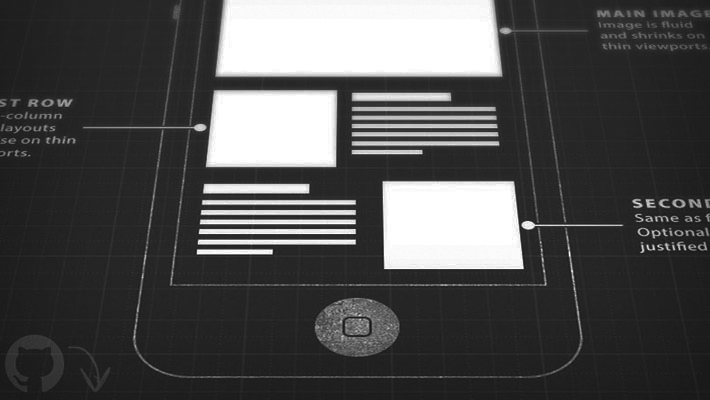 MAIN IMAGE
Image is fluid
and shrinks on
thin viewports.
ST ROW
-column
layouts
se on thin
orts.
SECOND
Same as f
Optional
justified